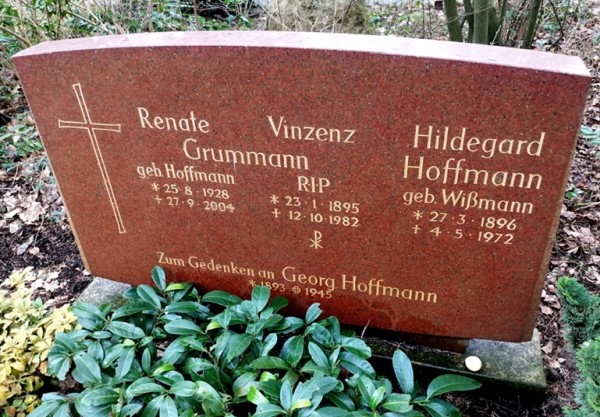 Renate
Vinzenz
Grummann
geb. Hoffmann
* 25·8·1928
† 27·9·2004
RIP
* 23·1·1895
† 12·10·1982
☧
Hildegard
Hoffmann
geb. Wißmann
* 27·3·1896
† 4·5·1972
Zum Gedenken an Georg Hoffmann
* 1893 ✠ 1945